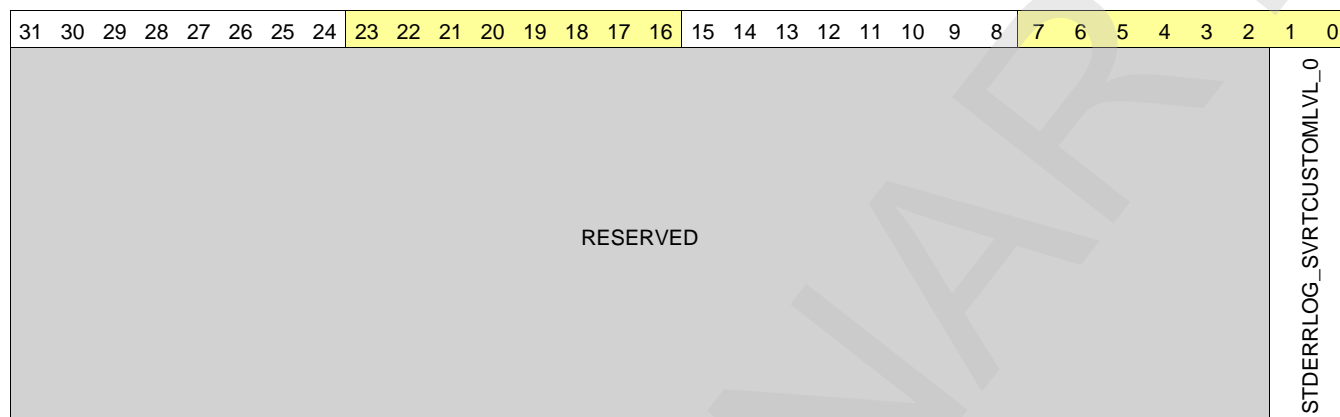 31 30 29 28 27 26 25 24 23 22 21 20 19 18 17 16 15 14 13 12 11 10 9 8 7 6 5 4 3 2 1 0
RESERVED
STDERRLOG_SVRTCUSTOMLVL_0